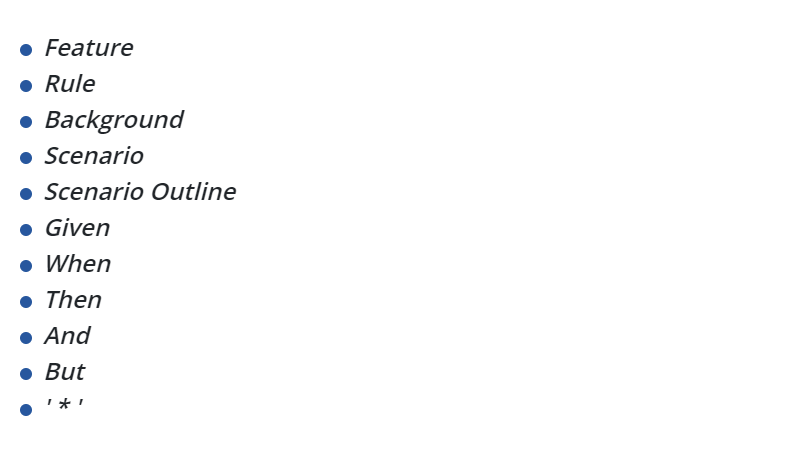 Feature
Rule
Background
Scenario
Scenario Outline
Given
When
Then
And
But
' * '